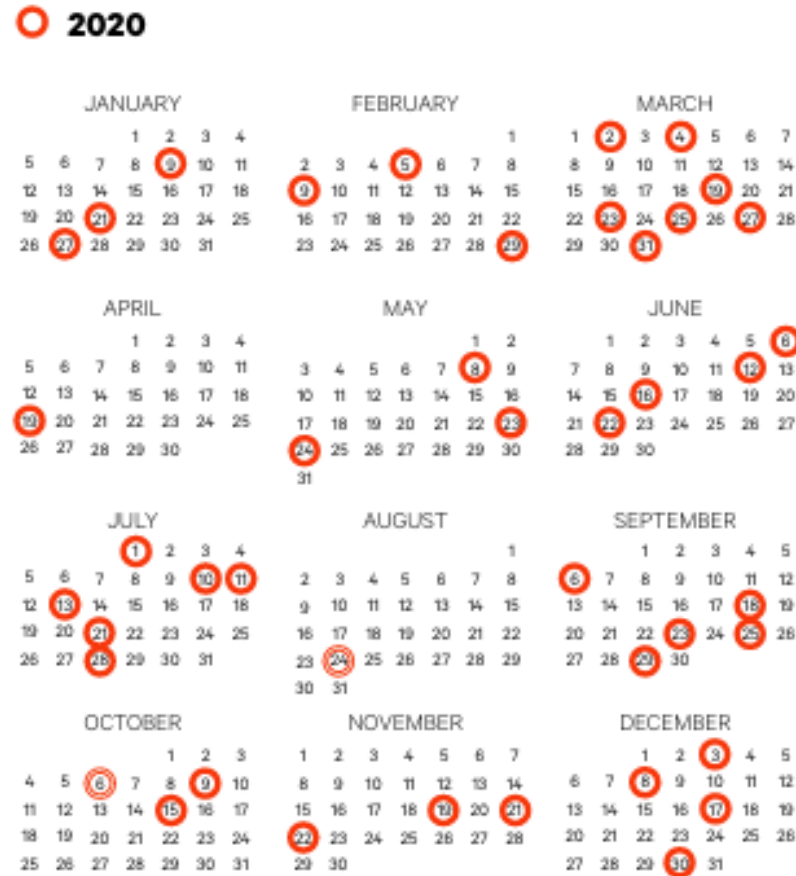 2020
JANUARY
1 2 3 4
5 6 7 8 9 10 11
12 13 14 15 16 17 18
19 20 21 22 23 24 25
26 27 28 29 30 31
FEBRUARY
1
2 3 4 5 6 7 8
9 10 11 12 13 14 15
16 17 18 19 20 21 22
23 24 25 26 27 28 29
MARCH
1 2 3 4 5 6 7
8 9 10 11 12 13 14
15 16 17 18 19 20 21
22 23 24 25 26 27 28
29 30 31
APRIL
1 2 3 4
5 6 7 8 9 10 11
12 13 14 15 16 17 18
19 20 21 22 23 24 25
26 27 28 29 30
MAY
1 2
3 4 5 6 7 8 9
10 11 12 13 14 15 16
17 18 19 20 21 22 23
24 25 26 27 28 29 30
31
JUNE
1 2 3 4 5 6
7 8 9 10 11 12 13
14 15 16 17 18 19 20
21 22 23 24 25 26 27
28 29 30
JULY
1 2 3 4
5 6 7 8 9 10 11
12 13 14 15 16 17 18
19 20 21 22 23 24 25
26 27 28 29 30 31
AUGUST
1
2 3 4 5 6 7 8
9 10 11 12 13 14 15
16 17 18 19 20 21 22
23 24 25 26 27 28 29
30 31
SEPTEMBER
1 2 3 4 5
6 7 8 9 10 11 12
13 14 15 16 17 18 19
20 21 22 23 24 25 26
27 28 29 30
OCTOBER
1 2 3
4 5 6 7 8 9 10
11 12 13 14 15 16 17
18 19 20 21 22 23 24
25 26 27 28 29 30 31
NOVEMBER
1 2 3 4 5 6 7
8 9 10 11 12 13 14
15 16 17 18 19 20 21
22 23 24 25 26 27 28
29 30
DECEMBER
1 2 3 4 5
6 7 8 9 10 11 12
13 14 15 16 17 18 19
20 21 22 23 24 25 26
27 28 29 30 31